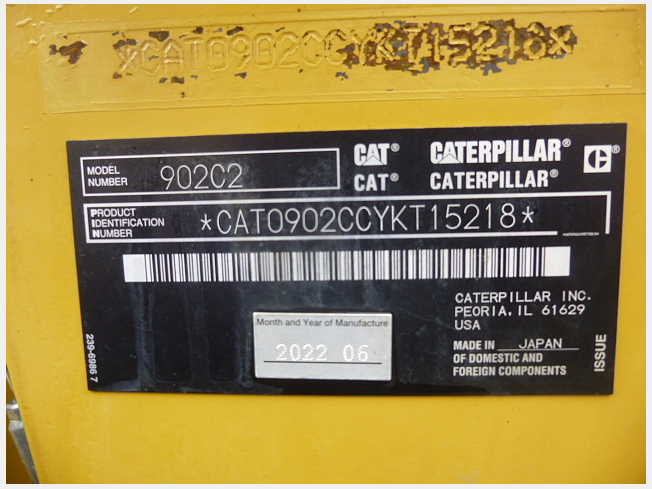 *CAT0902CCYKT15218*
MODEL NUMBER 902C2
CAT® CATERPILLAR® C®
CAT® CATERPILLAR®
PRODUCT IDENTIFICATION NUMBER *CAT0902CCYKT15218*
CATERPILLAR INC.
PEORIA, IL 61629
USA
Month and Year of Manufacture
2022 06
MADE IN JAPAN
OF DOMESTIC AND
FOREIGN COMPONENTS
239-6986 7
ISSUE